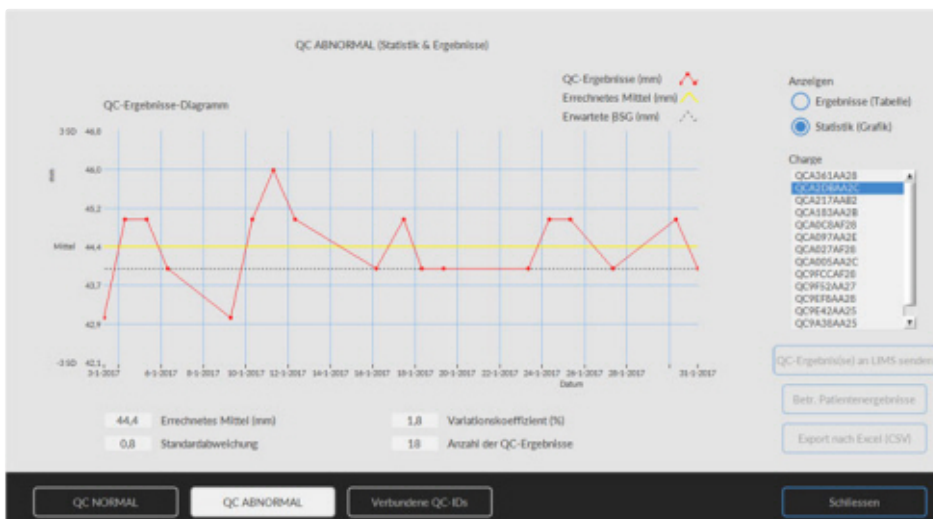 QC ABNORMAL (Statistik & Ergebnisse)
QC-Ergebnisse (mm)
Errechnetes Mittel (mm)
Erwartete BSG (mm)
QC-Ergebnisse-Diagramm
Anzeigen
Ergebnisse (Tabelle)
Statistik (Grafik)
Charge
QCA361AA28
QCA2DBAA2C
QCA217AAB2
QCA183AA2B
QCA0C8AF28
QCA097AA2E
QCA027AF28
QCA005AA2C
QC9FCCAF28
QC9F52AA27
QC9EF8AA28
QC9E42AA25
QC9A38AA25
3 SD 46,8
mm
46,0
45,2
Mittel 44,4
43,7
42,9
-3 SD 42,1
3-1-2017 6-1-2017 8-1-2017 10-1-2017 12-1-2017 14-1-2017 16-1-2017 18-1-2017 20-1-2017 22-1-2017 24-1-2017 26-1-2017 28-1-2017 31-1-2017
Datum
QC-Ergebnis(se) an LIMS senden
Betr. Patientenergebnisse
Export nach Excel (CSV)
44,4 Errechnetes Mittel (mm) 1,8 Variationskoeffizient (%)
0,8 Standardabweichung 18 Anzahl der QC-Ergebnisse
QC NORMAL QC ABNORMAL Verbundene QC-IDs Schliessen